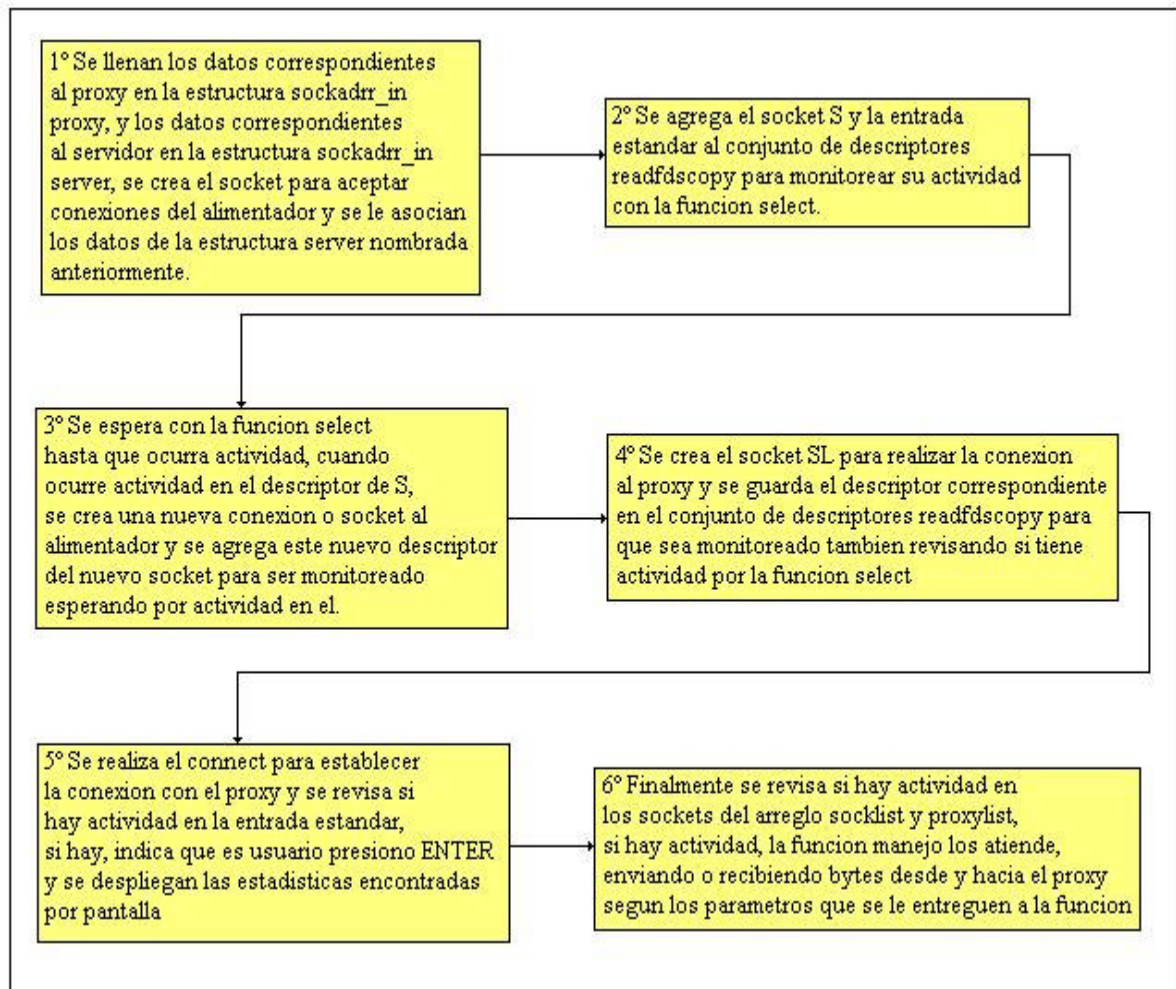 1º Se llenan los datos correspondientes
al proxy en la estructura sockadrr_in
proxy, y los datos correspondientes
al servidor en la estructura sockadrr_in
server, se crea el socket para aceptar
conexiones del alimentador y se le asocian
los datos de la estructura server nombrada
anteriormente.
2º Se agrega el socket S y la entrada
estandar al conjunto de descriptores
readfdscopy para monitorear su actividad
con la funcion select.
3º Se espera con la funcion select
hasta que ocurra actividad, cuando
ocurre actividad en el descriptor de S,
se crea una nueva conexion o socket al
alimentador y se agrega este nuevo descriptor
del nuevo socket para ser monitoreado
esperando por actividad en el.
4º Se crea el socket SL para realizar la conexion
al proxy y se guarda el descriptor correspondiente
en el conjunto de descriptores readfdscopy para
que sea monitoreado tambien revisando si tiene
actividad por la funcion select
5º Se realiza el connect para establecer
la conexion con el proxy y se revisa si
hay actividad en la entrada estandar,
si hay, indica que es usuario presiono ENTER
y se despliegan las estadisticas encontradas
por pantalla
6º Finalmente se revisa si hay actividad en
los sockets del arreglo socklist y proxylist,
si hay actividad, la funcion manejo los atiende,
enviando o recibiendo bytes desde y hacia el proxy
segun los parametros que se le entreguen a la funcion